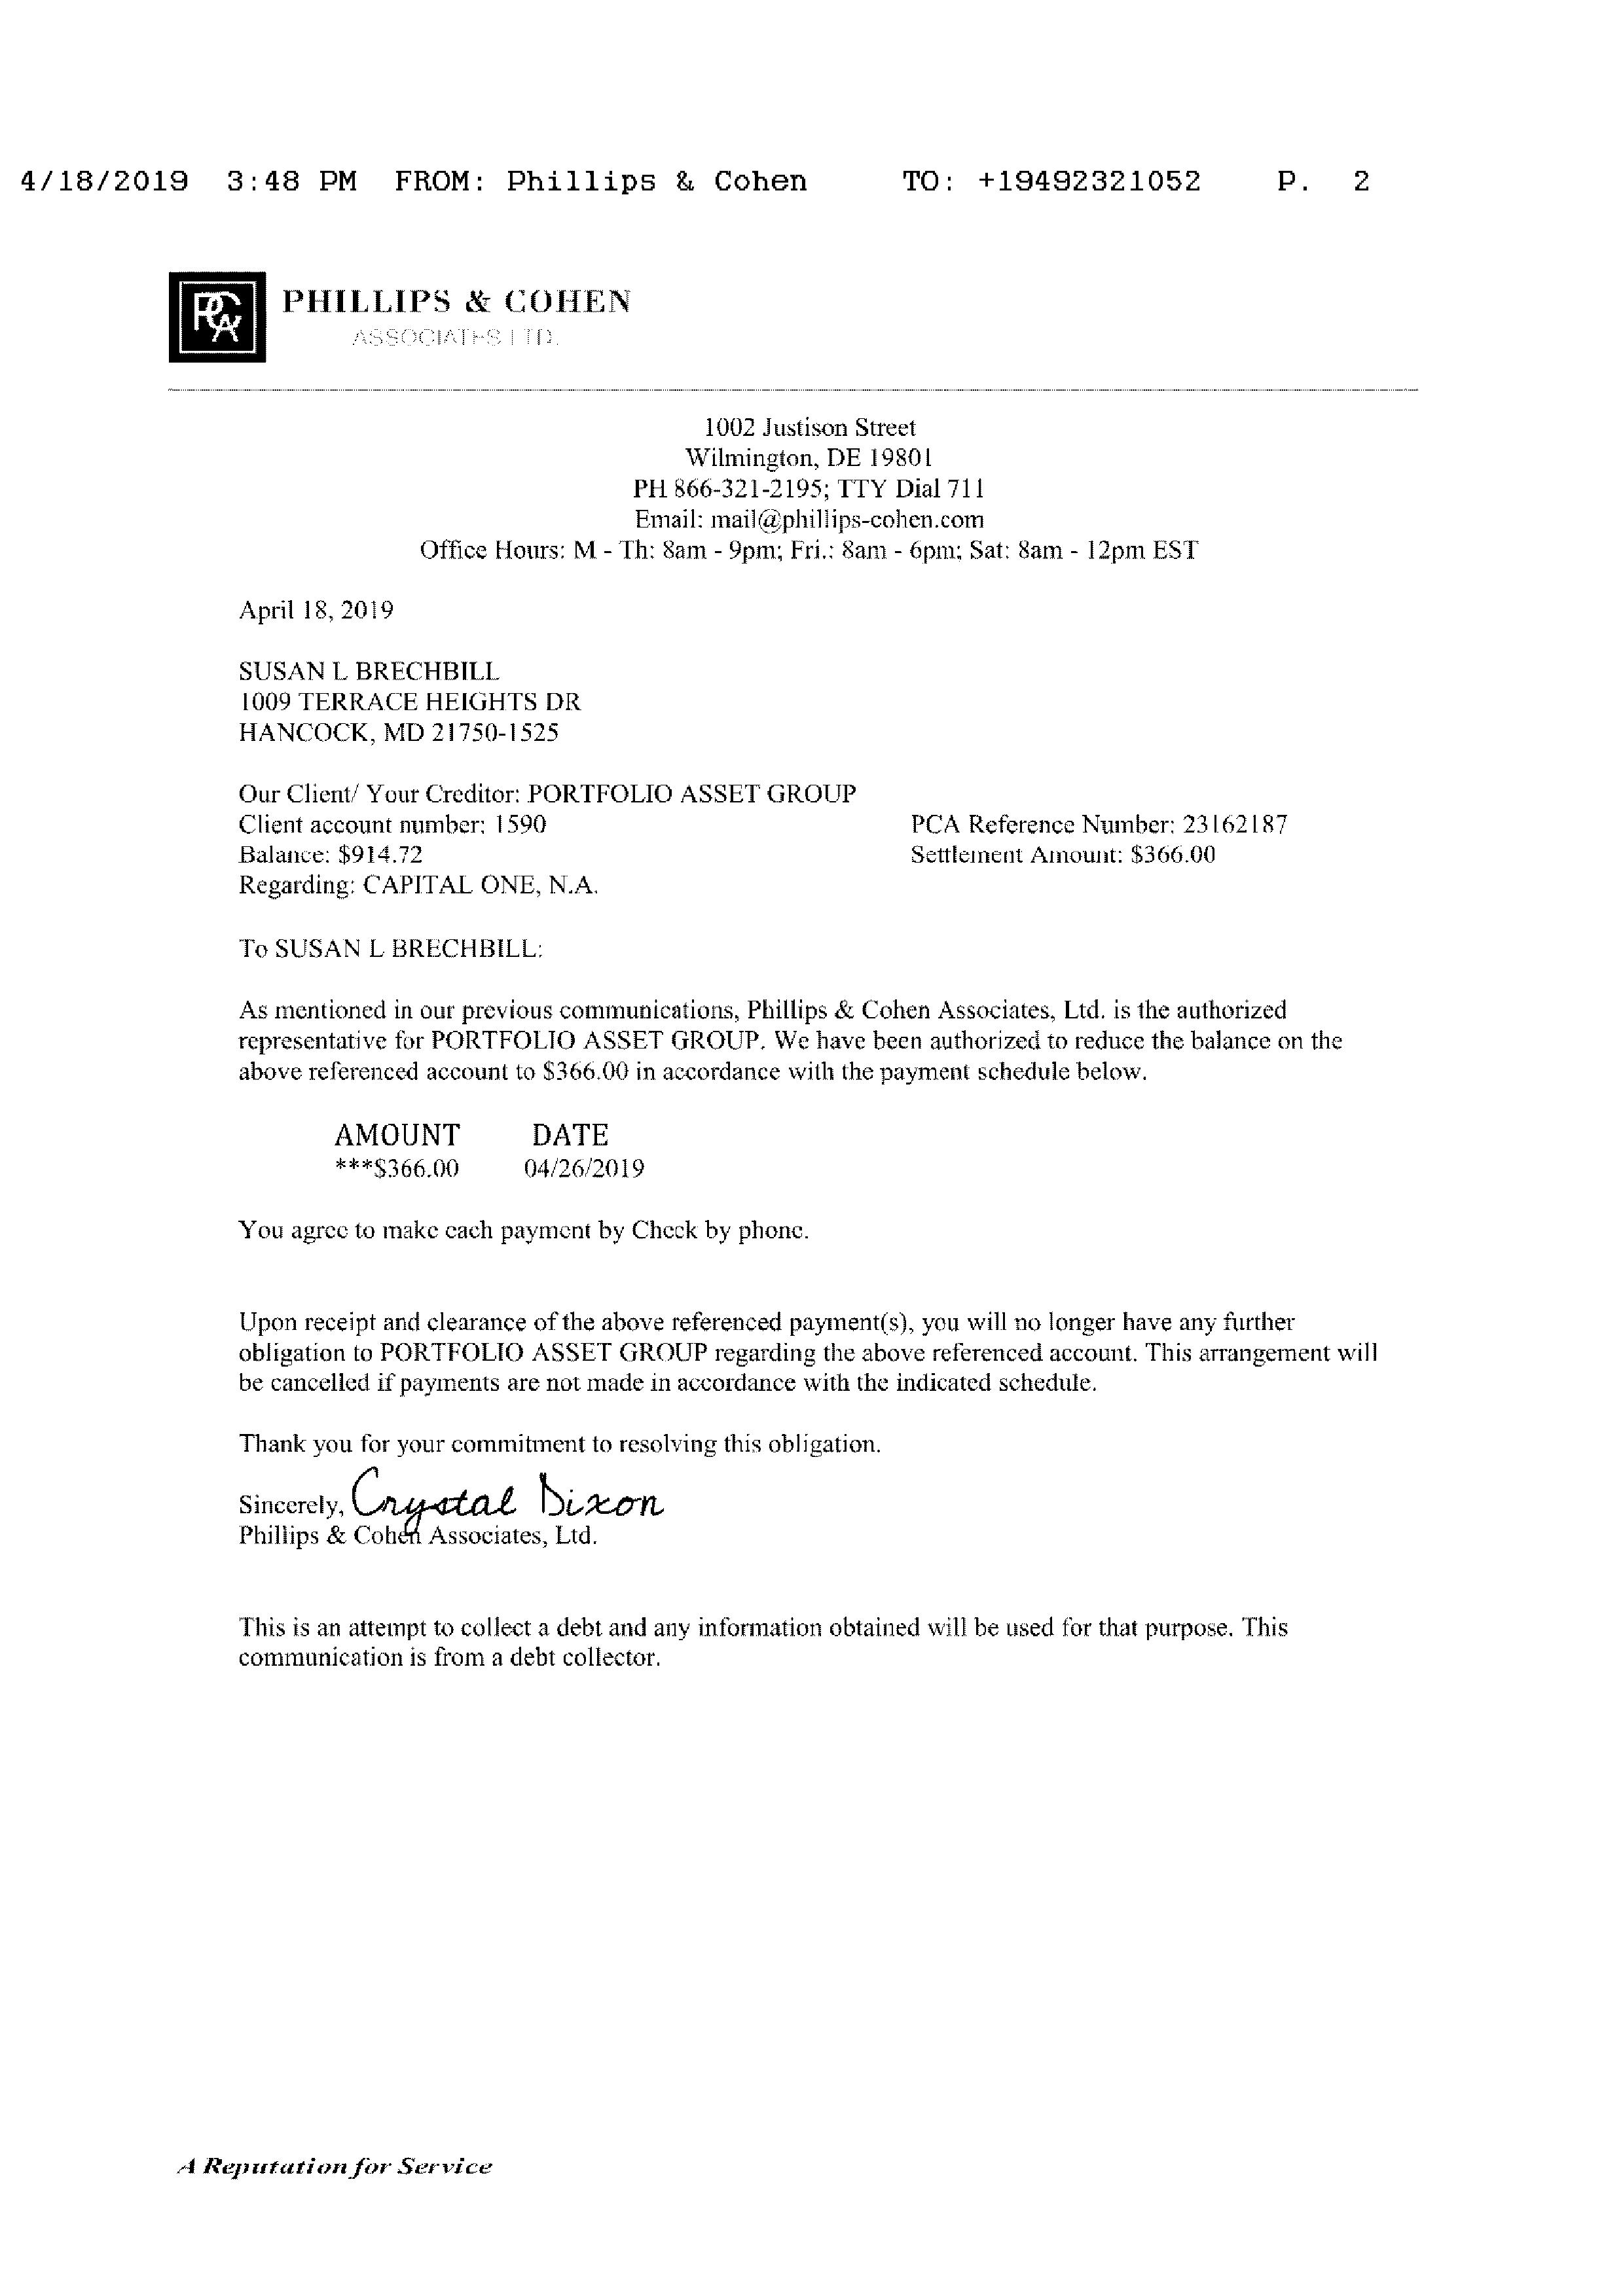 4/18/2019 3:48 PM FROM: Phillips & Cohen TO: +19492321052 P. 2
PCA
PHILLIPS & COHEN
ASSOCIATES LTD.
1002 Justison Street
Wilmington, DE 19801
PH 866-321-2195; TTY Dial 711
Email: mail@phillips-cohen.com
Office Hours: M - Th: 8am - 9pm; Fri.: 8am - 6pm; Sat: 8am - 12pm EST
April 18, 2019
SUSAN L BRECHBILL
1009 TERRACE HEIGHTS DR
HANCOCK, MD 21750-1525
Our Client/ Your Creditor: PORTFOLIO ASSET GROUP
Client account number: 1590 PCA Reference Number: 23162187
Balance: $914.72 Settlement Amount: $366.00
Regarding: CAPITAL ONE, N.A.
To SUSAN L BRECHBILL:
As mentioned in our previous communications, Phillips & Cohen Associates, Ltd. is the authorized
representative for PORTFOLIO ASSET GROUP. We have been authorized to reduce the balance on the
above referenced account to $366.00 in accordance with the payment schedule below.
AMOUNT DATE
***$366.00 04/26/2019
You agree to make each payment by Check by phone.
Upon receipt and clearance of the above referenced payment(s), you will no longer have any further
obligation to PORTFOLIO ASSET GROUP regarding the above referenced account. This arrangement will
be cancelled if payments are not made in accordance with the indicated schedule.
Thank you for your commitment to resolving this obligation.
Sincerely, Crystal Dixon
Phillips & Cohen Associates, Ltd.
This is an attempt to collect a debt and any information obtained will be used for that purpose. This
communication is from a debt collector.
A Reputation for Service